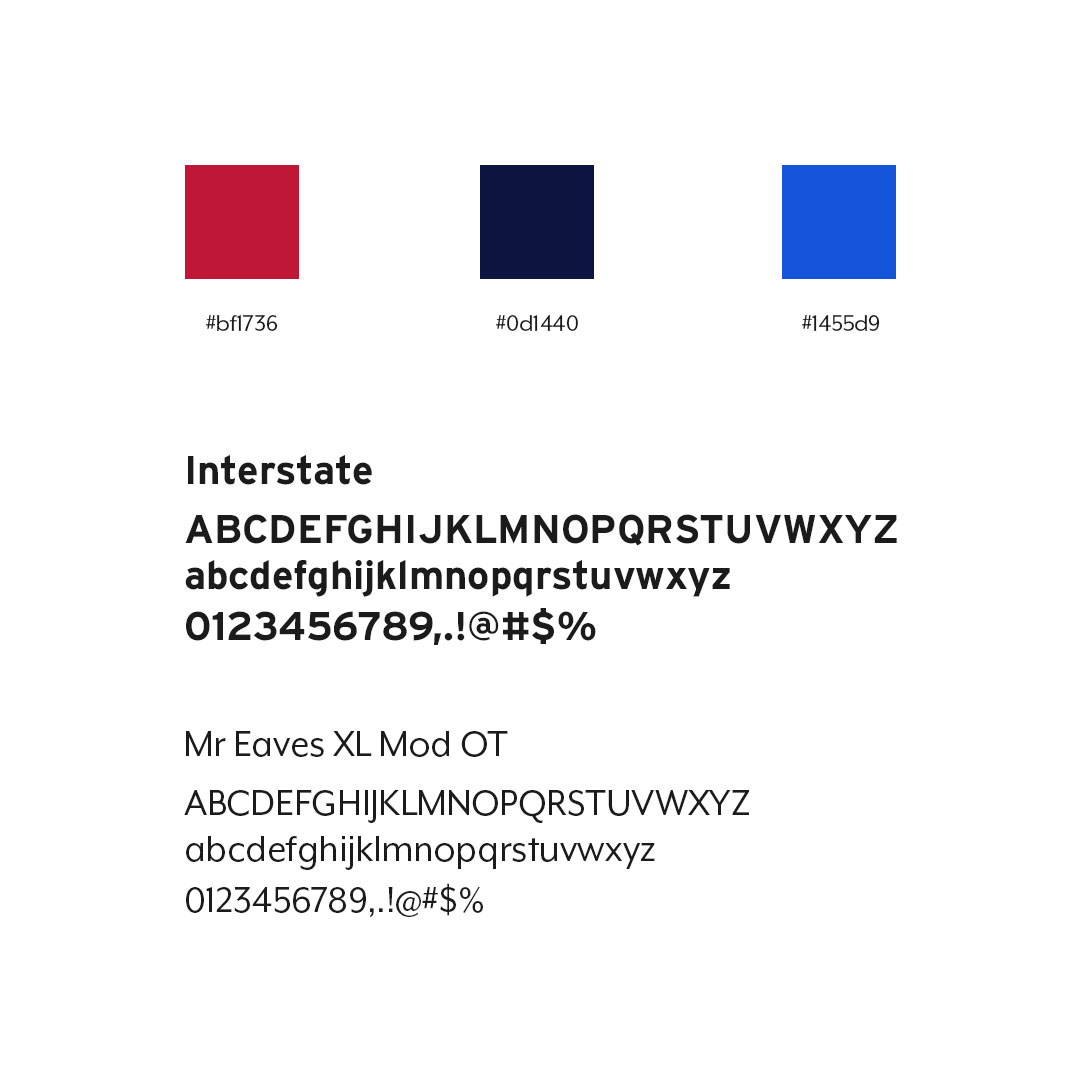 #bf1736
#0d1440
#1455d9
Interstate
ABCDEFGHIJKLMNOPQRSTUVWXYZ
abcdefghijklmnopqrstuvwxyz
0123456789,.!@#$%
Mr Eaves XL Mod OT
ABCDEFGHIJKLMNOPQRSTUVWXYZ
abcdefghijklmnopqrstuvwxyz
0123456789,.!@#$%